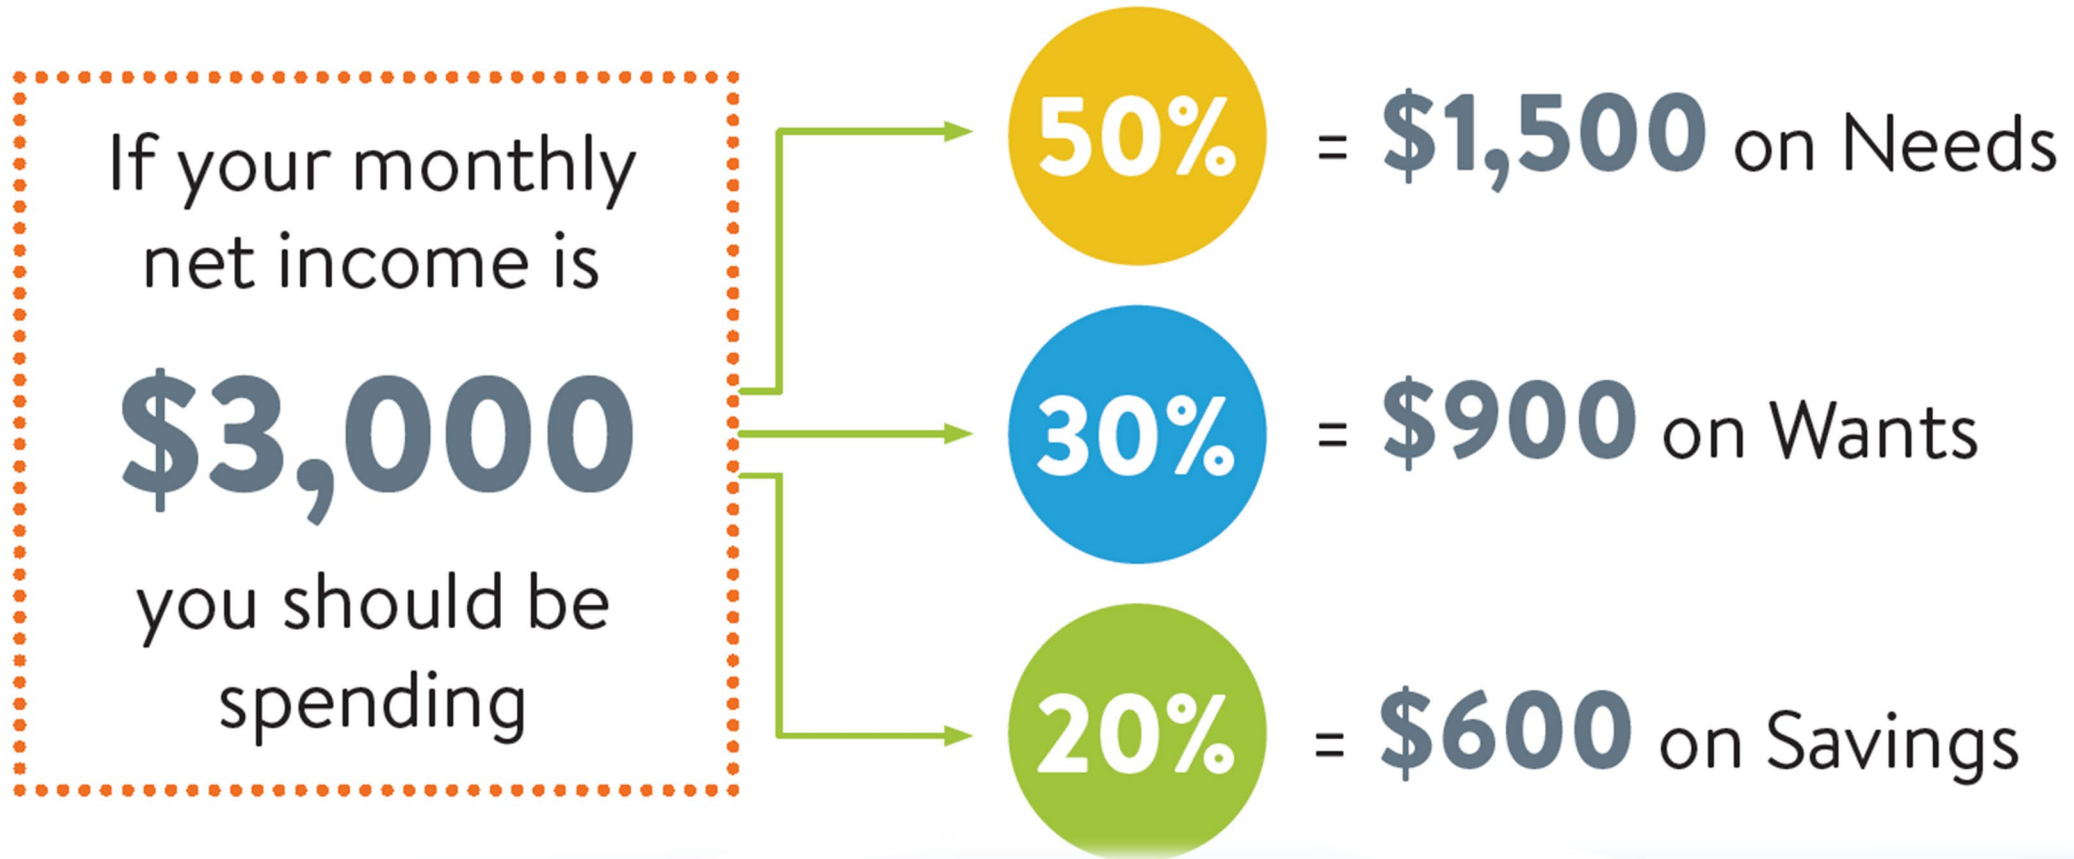 If your monthly
net income is
$3,000
you should be
spending
50% = $1,500 on Needs
30% = $900 on Wants
20% = $600 on Savings